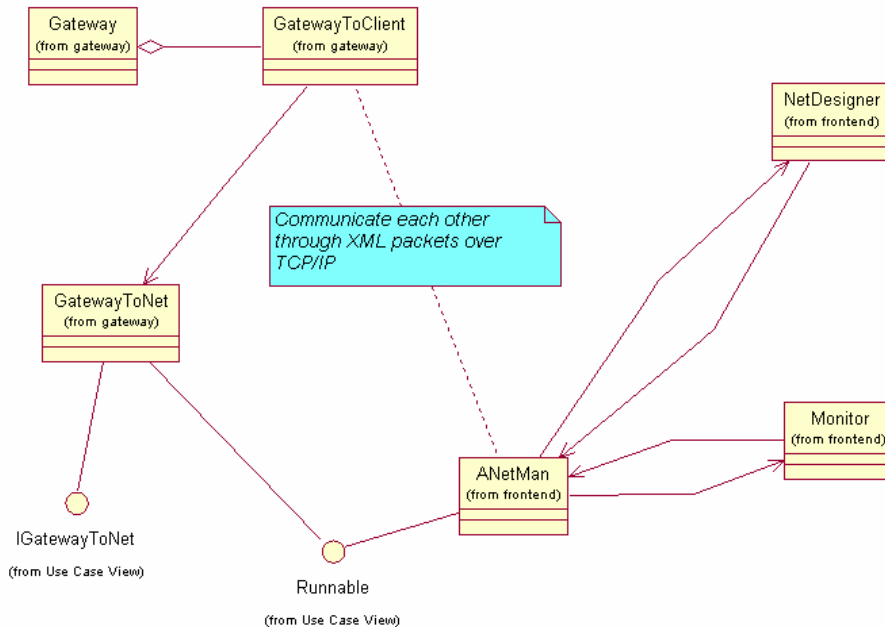 Gateway
(from gateway)
GatewayToClient
(from gateway)
NetDesigner
(from frontend)
Communicate each other
through XML packets over
TCP/IP
GatewayToNet
(from gateway)
Monitor
(from frontend)
ANetMan
(from frontend)
IGatewayToNet
(from Use Case View)
Runnable
(from Use Case View)